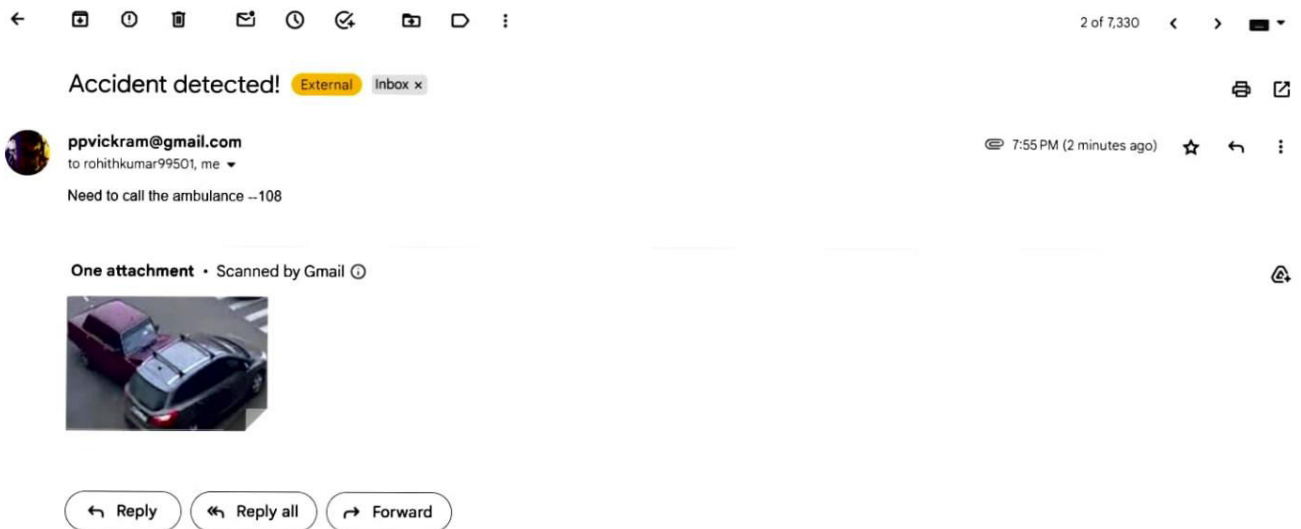 2 of 7,330
Accident detected! External Inbox ×
ppvickram@gmail.com
7:55 PM (2 minutes ago)
to rohithkumar99501, me
Need to call the ambulance --108
One attachment • Scanned by Gmail
Reply
Reply all
Forward